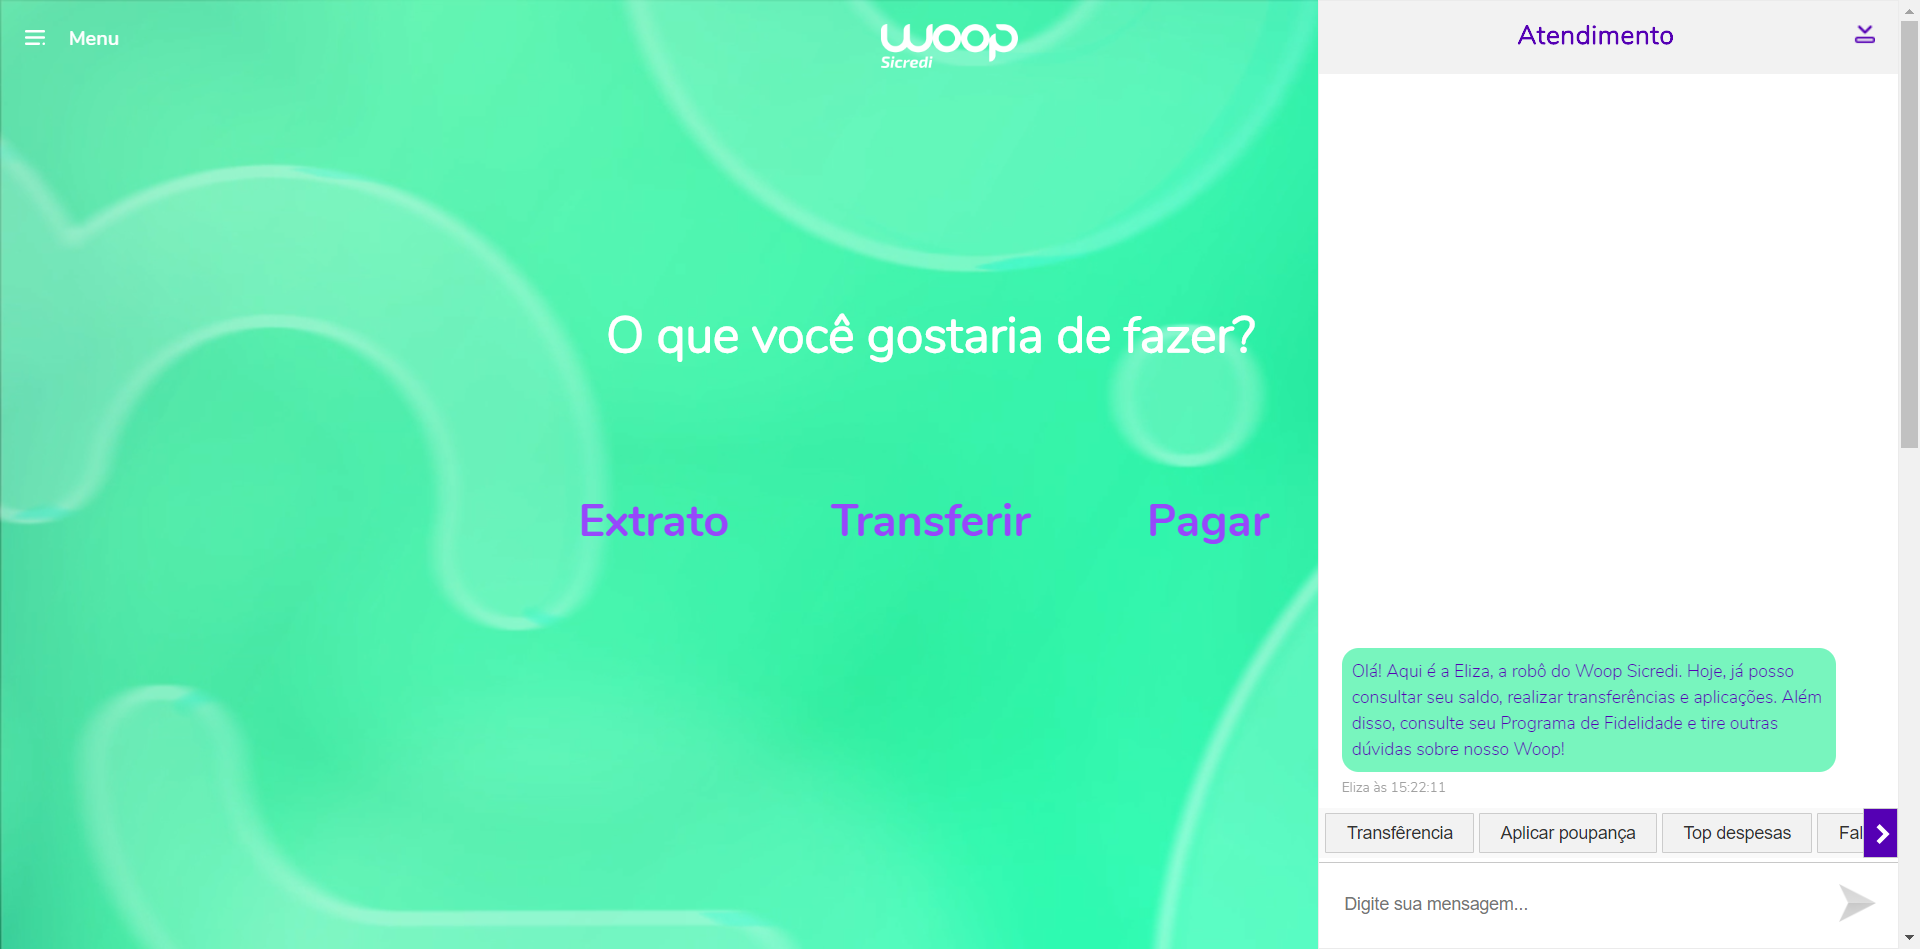 Menu
woop
Sicredi
O que você gostaria de fazer?
Extrato
Transferir
Pagar
Atendimento
Olá! Aqui é a Eliza, a robô do Woop Sicredi. Hoje, já posso
consultar seu saldo, realizar transferências e aplicações. Além
disso, consulte seu Programa de Fidelidade e tire outras
dúvidas sobre nosso Woop!
Eliza às 15:22:11
Transfêrencia
Aplicar poupança
Top despesas
Fal
Digite sua mensagem...